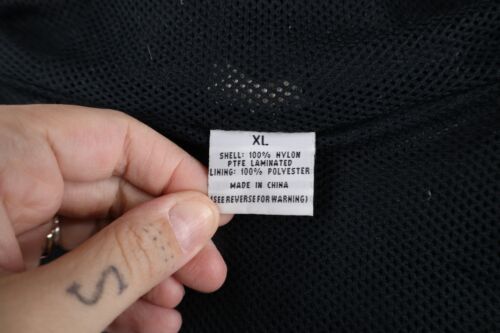 XL
SHELL: 100% NYLON
PTFE LAMINATED
LINING: 100% POLYESTER
MADE IN CHINA
(SEE REVERSE FOR WARNING)
S